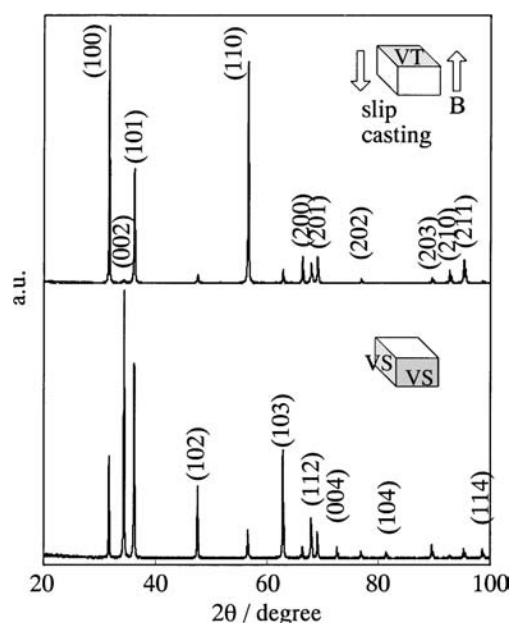 (100)
(002)
(101)
(110)
(200)
(201)
(202)
(203)
(210)
(211)
VT
slip
casting
B
a.u.
VS
VS
(102)
(103)
(112)
(004)
(104)
(114)
20
40
60
80
100
2θ / degree